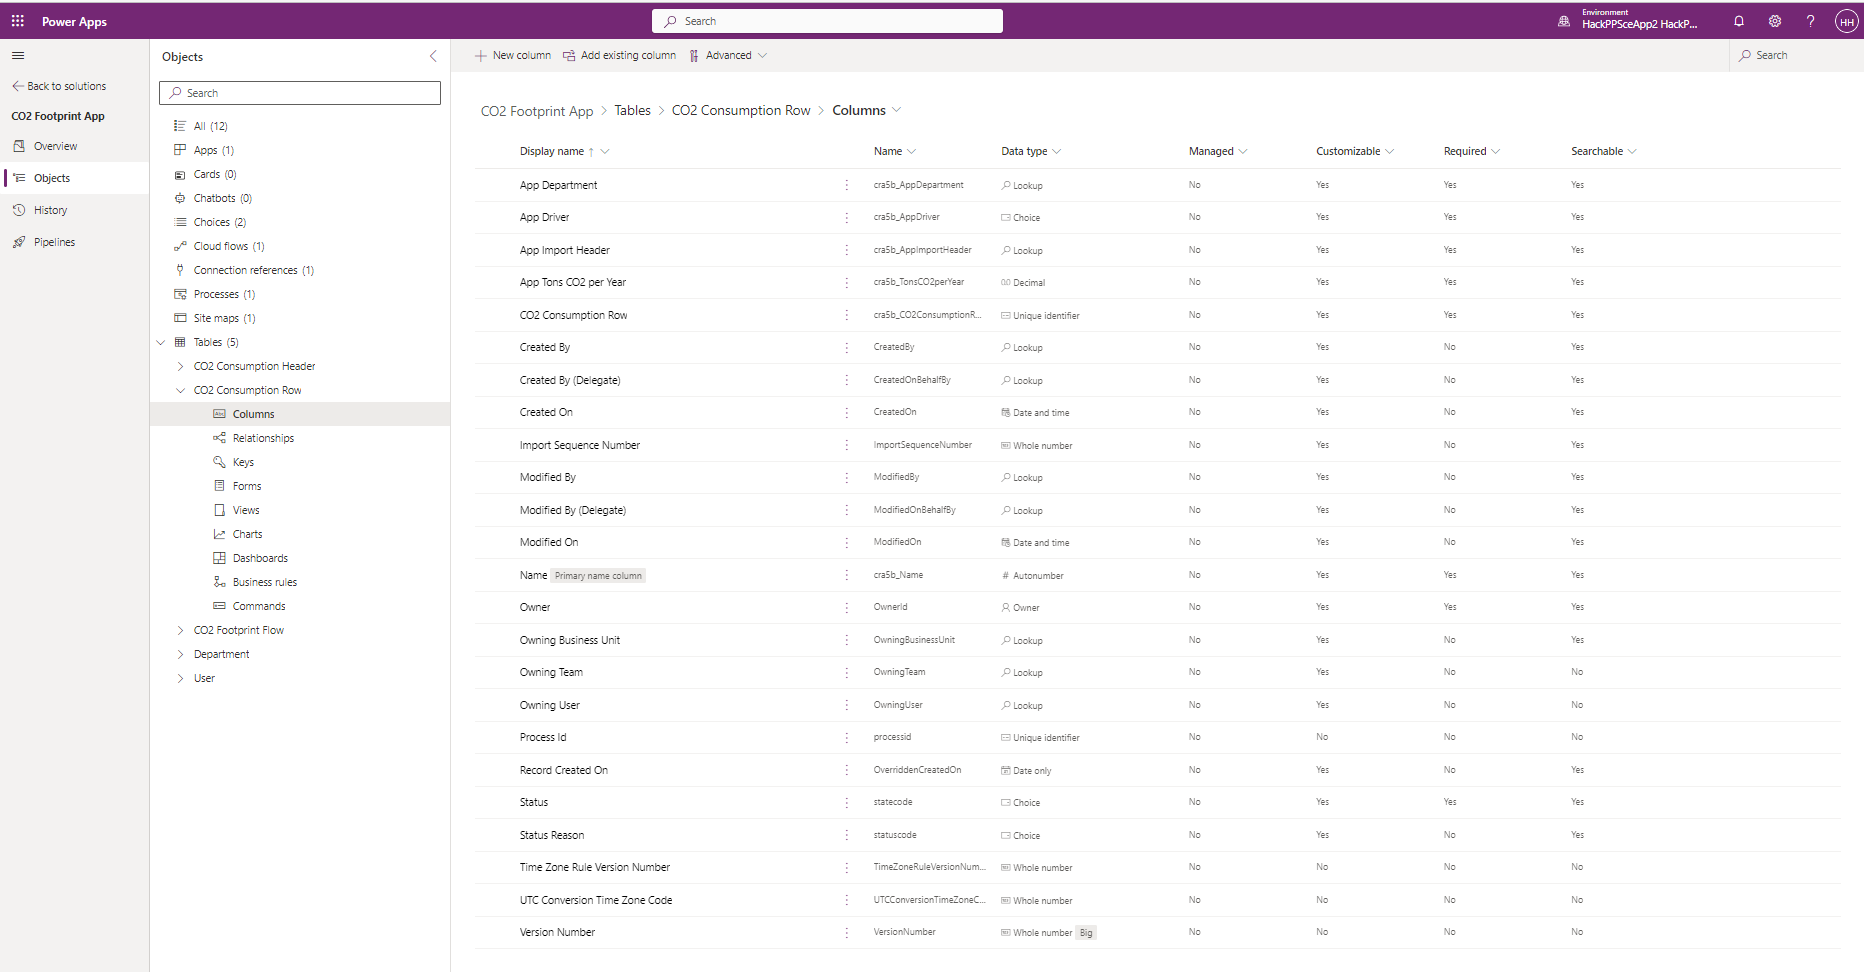 Power Apps
Search
Environment
HackPPSceApp2 HackP...
HH
Back to solutions
CO2 Footprint App
Overview
Objects
History
Pipelines
Objects
Search
All (12)
Apps (1)
Cards (0)
Chatbots (0)
Choices (2)
Cloud flows (1)
Connection references (1)
Processes (1)
Site maps (1)
Tables (5)
CO2 Consumption Header
CO2 Consumption Row
Columns
Relationships
Keys
Forms
Views
Charts
Dashboards
Business rules
Commands
CO2 Footprint Flow
Department
User
New column Add existing column Advanced Search
CO2 Footprint App > Tables > CO2 Consumption Row > Columns
Display name ↑ Name Data type Managed Customizable Required Searchable
App Department cra5b_AppDepartment Lookup No Yes Yes Yes
App Driver cra5b_AppDriver Choice No Yes Yes Yes
App Import Header cra5b_AppImportHeader Lookup No Yes Yes Yes
App Tons CO2 per Year cra5b_TonsCO2perYear Decimal No Yes Yes Yes
CO2 Consumption Row cra5b_CO2ConsumptionR... Unique identifier No Yes Yes Yes
Created By CreatedBy Lookup No Yes No Yes
Created By (Delegate) CreatedOnBehalfBy Lookup No Yes No Yes
Created On CreatedOn Date and time No Yes No Yes
Import Sequence Number ImportSequenceNumber Whole number No Yes No Yes
Modified By ModifiedBy Lookup No Yes No Yes
Modified By (Delegate) ModifiedOnBehalfBy Lookup No Yes No Yes
Modified On ModifiedOn Date and time No Yes No Yes
Name Primary name column cra5b_Name # Autonumber No Yes Yes Yes
Owner OwnerId Owner No Yes Yes Yes
Owning Business Unit OwningBusinessUnit Lookup No Yes No Yes
Owning Team OwningTeam Lookup No Yes No No
Owning User OwningUser Lookup No Yes No No
Process Id processid Unique identifier No No No No
Record Created On OverriddenCreatedOn Date only No Yes No Yes
Status statecode Choice No Yes Yes Yes
Status Reason statuscode Choice No Yes No Yes
Time Zone Rule Version Number TimeZoneRuleVersionNum... Whole number No No No No
UTC Conversion Time Zone Code UTCConversionTimeZoneC... Whole number No No No No
Version Number VersionNumber Whole number Big No No No No